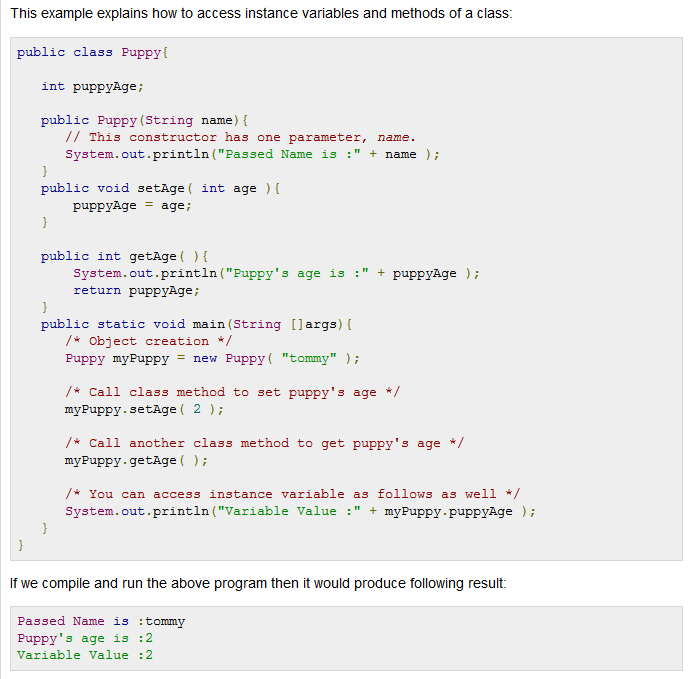 This example explains how to access instance variables and methods of a class:
public class Puppy{
int puppyAge;
public Puppy(String name){
// This constructor has one parameter, name.
System.out.println("Passed Name is :" + name );
}
public void setAge( int age ){
puppyAge = age;
}
public int getAge( ){
System.out.println("Puppy's age is :" + puppyAge );
return puppyAge;
}
public static void main(String []args){
/* Object creation */
Puppy myPuppy = new Puppy( "tommy" );
/* Call class method to set puppy's age */
myPuppy.setAge( 2 );
/* Call another class method to get puppy's age */
myPuppy.getAge( );
/* You can access instance variable as follows as well */
System.out.println("Variable Value :" + myPuppy.puppyAge );
}
}
If we compile and run the above program then it would produce following result:
Passed Name is :tommy
Puppy's age is :2
Variable Value :2